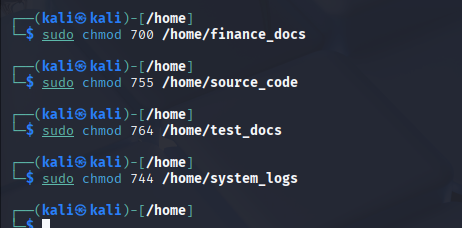 ┌──(kali㉿kali)-[/home]
└─$ sudo chmod 700 /home/finance_docs
┌──(kali㉿kali)-[/home]
└─$ sudo chmod 755 /home/source_code
┌──(kali㉿kali)-[/home]
└─$ sudo chmod 764 /home/test_docs
┌──(kali㉿kali)-[/home]
└─$ sudo chmod 744 /home/system_logs
┌──(kali㉿kali)-[/home]
└─$